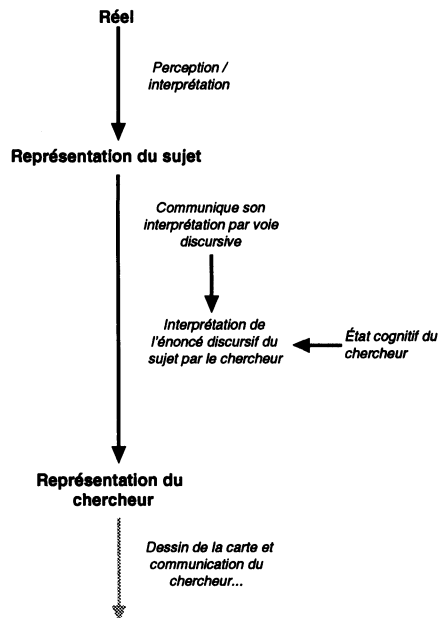 Réel
Perception /
interprétation
Représentation du sujet
Communique son
interprétation par voie
discursive
Interprétation de
l'énoncé discursif du
sujet par le chercheur
État cognitif du
chercheur
Représentation du
chercheur
Dessin de la carte et
communication du
chercheur...